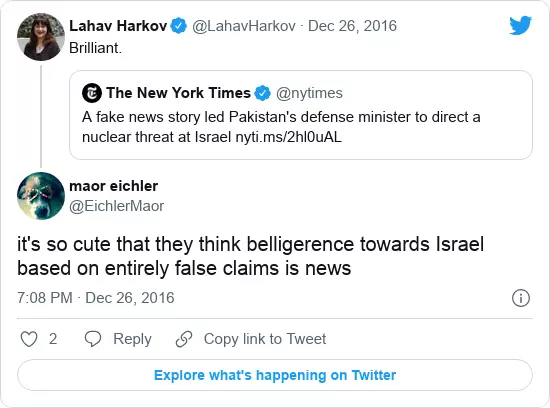 Lahav Harkov @LahavHarkov · Dec 26, 2016
Brilliant.
The New York Times @nytimes
A fake news story led Pakistan's defense minister to direct a
nuclear threat at Israel nyti.ms/2hl0uAL
maor eichler
@EichlerMaor
it's so cute that they think belligerence towards Israel
based on entirely false claims is news
7:08 PM · Dec 26, 2016
2 Reply Copy link to Tweet
Explore what's happening on Twitter